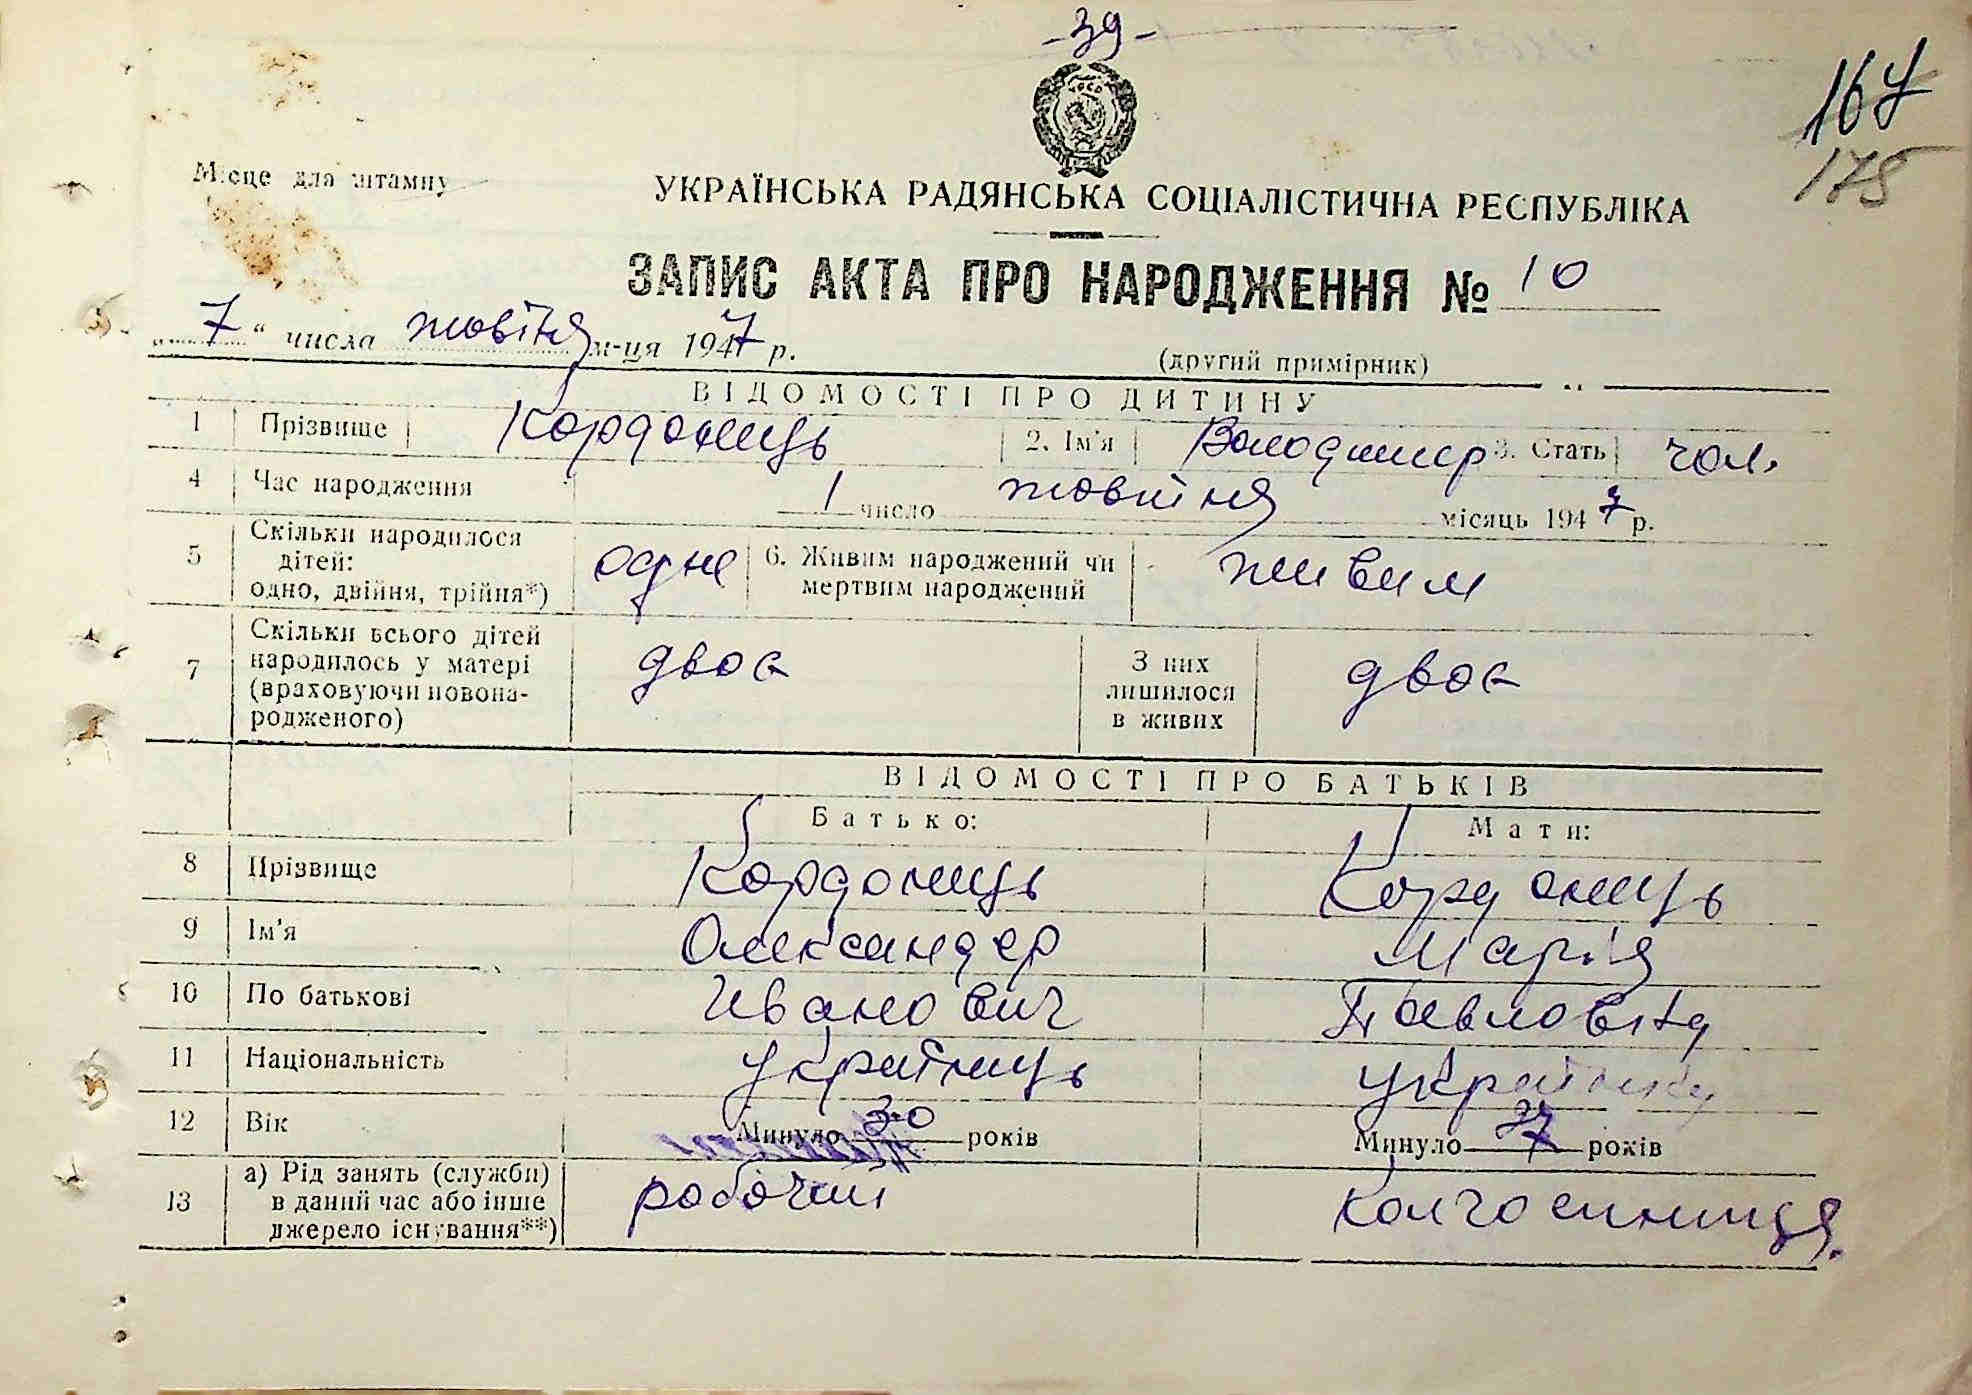 -39-
167
175
УРСР
Місце для штампу
УКРАЇНСЬКА РАДЯНСЬКА СОЦІАЛІСТИЧНА РЕСПУБЛІКА
ЗАПИС АКТА ПРО НАРОДЖЕННЯ № 10
„ 7 “ числа жовтня м-ця 1947 р.
(другий примірник)
ВІДОМОСТІ ПРО ДИТИНУ
1 Прізвище Кордонець 2. Ім'я Володимир 3. Стать чол.
4 Час народження 1 число жовтня місяць 1947 р.
5 Скільки народилося дітей: одно, двійня, трійня*) одне 6. Живим народжений чи мертвим народжений живим
7 Скільки всього дітей народилось у матері (враховуючи новонародженого) двоє З них лишилося в живих двоє
ВІДОМОСТІ ПРО БАТЬКІВ
Батько: Мати:
8 Прізвище Кордонець Кордонець
9 Ім'я Олександер Марія
10 По батькові Іванович Павловна
11 Національність українець українка
12 Вік Минуло 30 років Минуло років
13 а) Рід занять (служби) в даний час або інше джерело існування**) робочий колгоспниця.